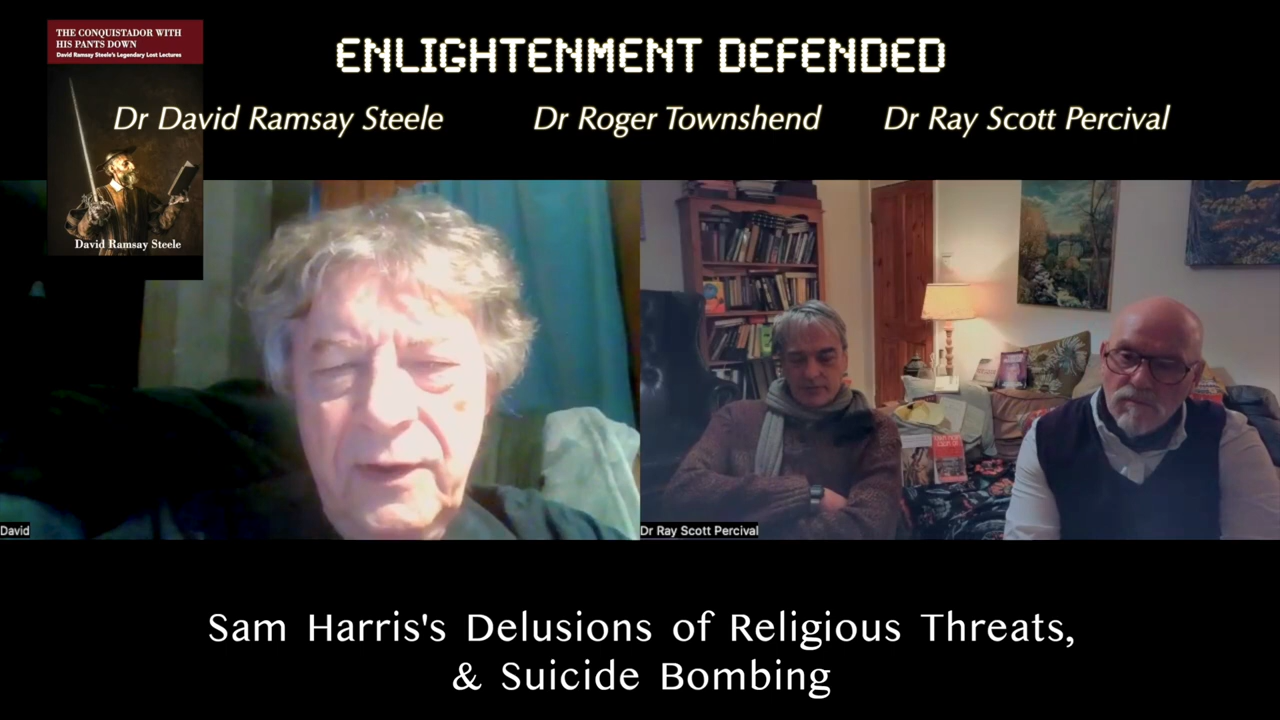 THE CONQUISTADOR WITH
HIS PANTS DOWN
David Ramsay Steele's Legendary Lost Lectures
David Ramsay Steele
ENLIGHTENMENT DEFENDED
Dr David Ramsay Steele
Dr Roger Townshend
Dr Ray Scott Percival
David
Dr Ray Scott Percival
Sam Harris's Delusions of Religious Threats,
& Suicide Bombing